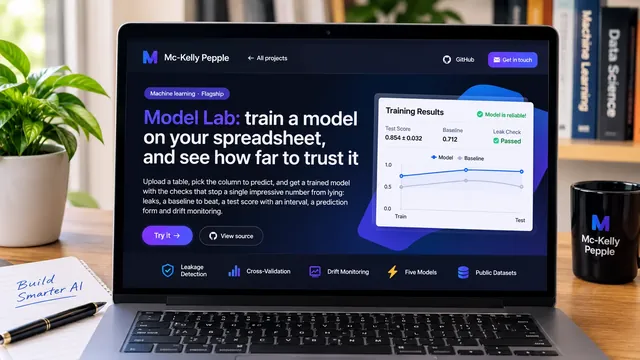 Mc-Kelly Pepple
← All projects
GitHub
Get in touch
Machine learning · Flagship
Model Lab: train a model
on your spreadsheet,
and see how far to trust it
Upload a table, pick the column to predict, and get a trained model
with the checks that stop a single impressive number from lying:
leaks, a baseline to beat, a test score with an interval, a prediction
form and drift monitoring.
Try it →
View source
Training Results
Model is reliable!
Test Score
0.854 ± 0.032
Baseline
0.712
Leak Check
Passed
Model
Baseline
1.0
0.5
0.0
Train
Test
Leakage
Detection
Cross-Validation
Drift Monitoring
Five Models
Public Datasets
Build
Smarter AI
Machine Learning
Data Science
M
Mc-Kelly
Pepple